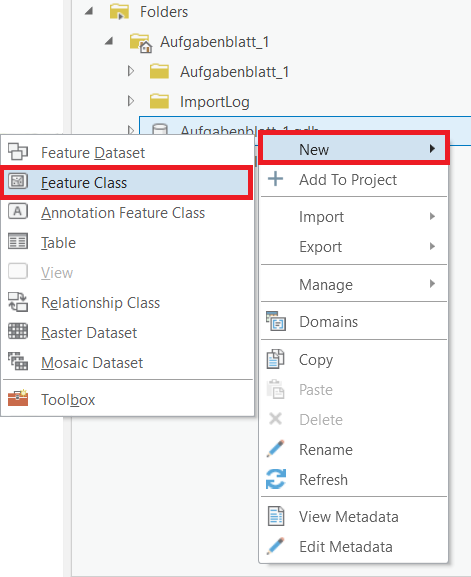 Folders
Aufgabenblatt_1
Aufgabenblatt_1
ImportLog
Aufgabenblatt_1.gdb
New
Add To Project
Import
Export
Manage
Domains
Copy
Paste
Delete
Rename
Refresh
View Metadata
Edit Metadata
Feature Dataset
Feature Class
Annotation Feature Class
Table
View
Relationship Class
Raster Dataset
Mosaic Dataset
Toolbox